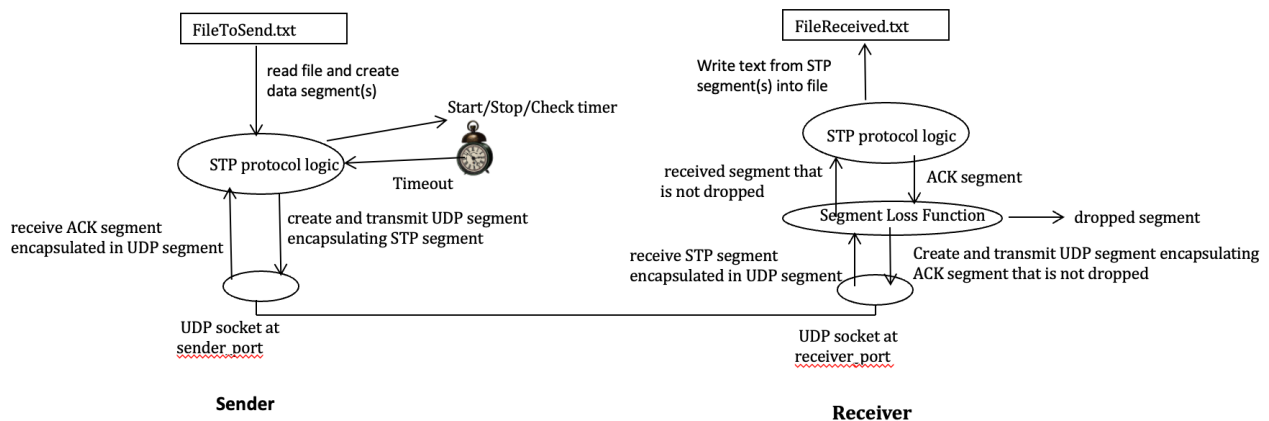 FileToSend.txt
read file and create
data segment(s)
Start/Stop/Check timer
STP protocol logic
Timeout
receive ACK segment
encapsulated in UDP segment
create and transmit UDP segment
encapsulating STP segment
UDP socket at
sender_port
Sender
FileReceived.txt
Write text from STP
segment(s) into file
STP protocol logic
received segment that
is not dropped
ACK segment
Segment Loss Function
dropped segment
receive STP segment
encapsulated in UDP segment
Create and transmit UDP segment encapsulating
ACK segment that is not dropped
UDP socket at
receiver_port
Receiver